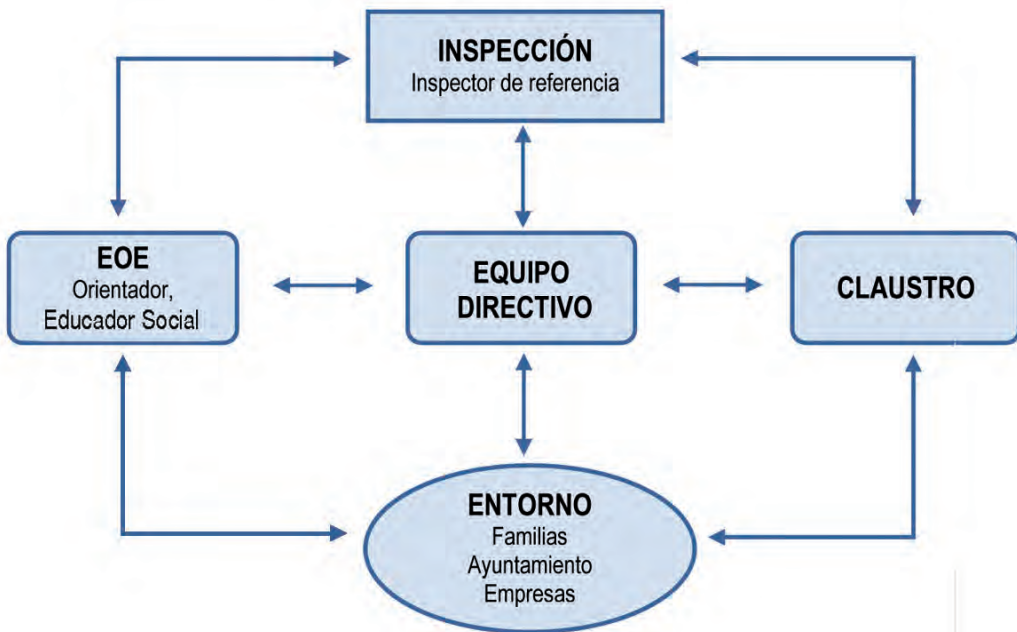 INSPECCIÓN
Inspector de referencia
EOE
Orientador,
Educador Social
EQUIPO
DIRECTIVO
CLAUSTRO
ENTORNO
Familias
Ayuntamiento
Empresas